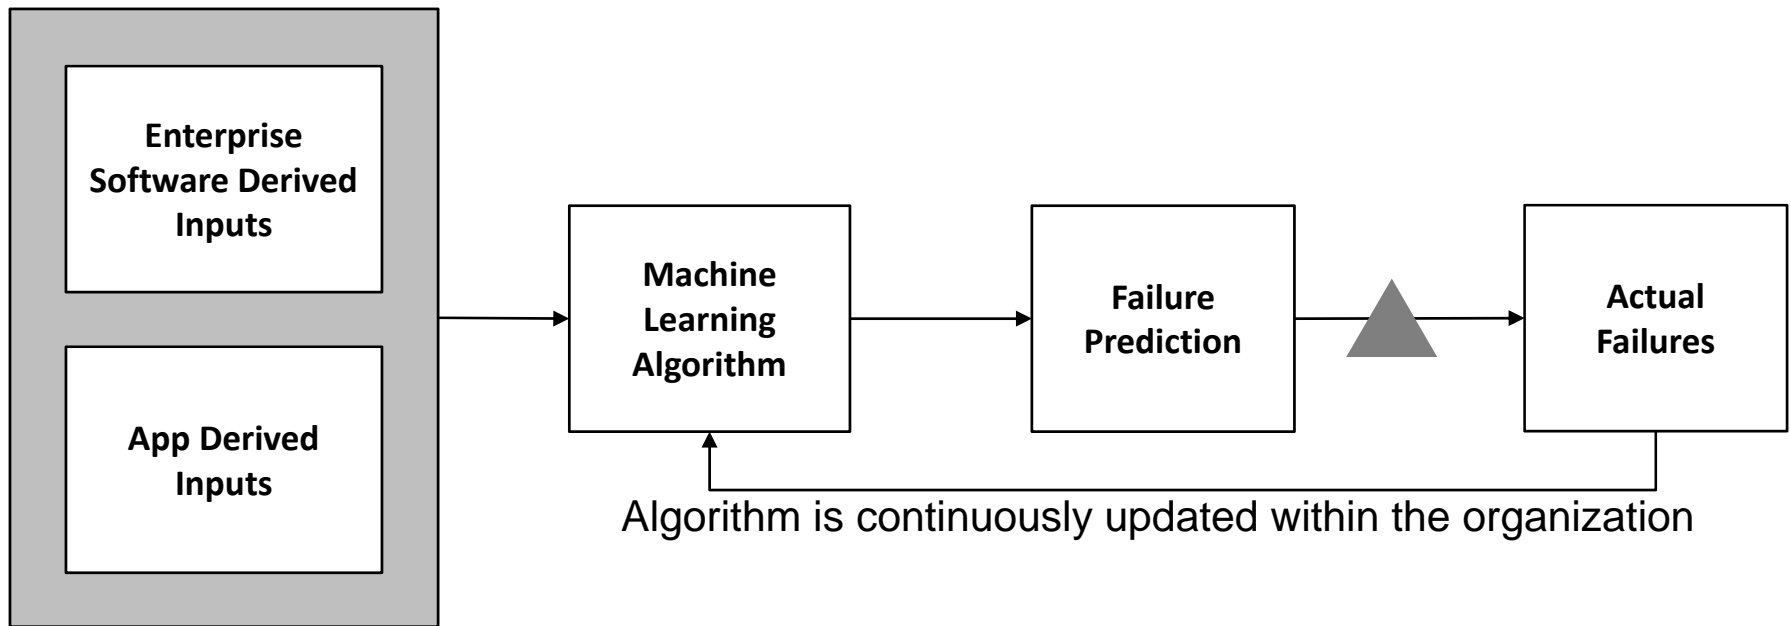 Enterprise
Software Derived
Inputs
App Derived
Inputs
Machine
Learning
Algorithm
Failure
Prediction
Actual
Failures
Algorithm is continuously updated within the organization